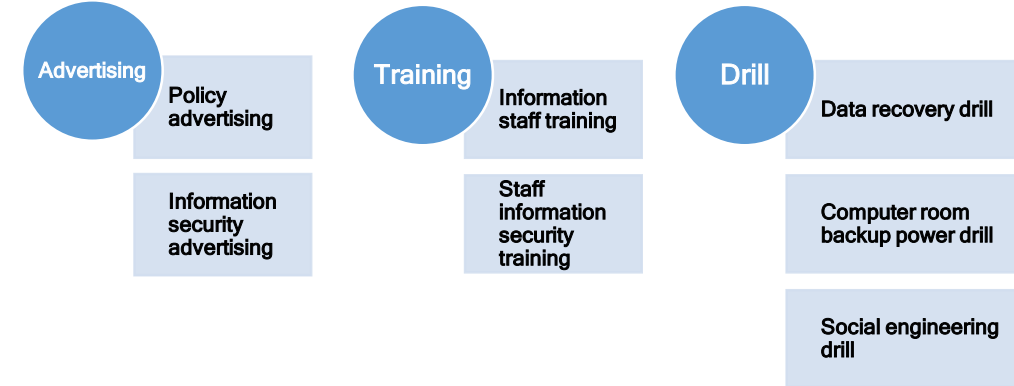 Advertising
Policy
advertising
Information
security
advertising
Training
Information
staff training
Staff
information
security
training
Drill
Data recovery drill
Computer room
backup power drill
Social engineering
drill